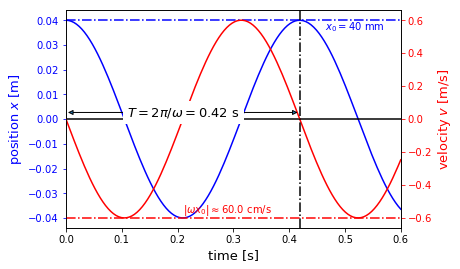 x₀ = 40 mm
0.04
0.03
0.02
0.01
0.00
−0.01
−0.02
−0.03
−0.04
position x [m]
T = 2π/ω = 0.42 s
|ωx₀| ≈ 60.0 cm/s
0.6
0.4
0.2
0.0
−0.2
−0.4
−0.6
velocity v [m/s]
0.0 0.1 0.2 0.3 0.4 0.5 0.6
time [s]